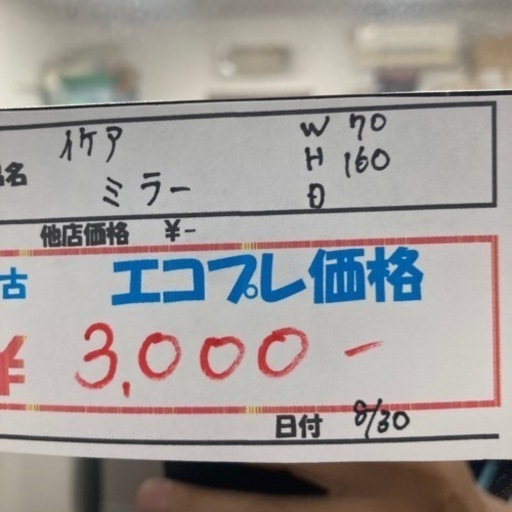 イケア W 70
品名 H 160
ミラー D
他店価格 ¥-
古 エコプレ価格
¥ 3,000-
日付 8/30